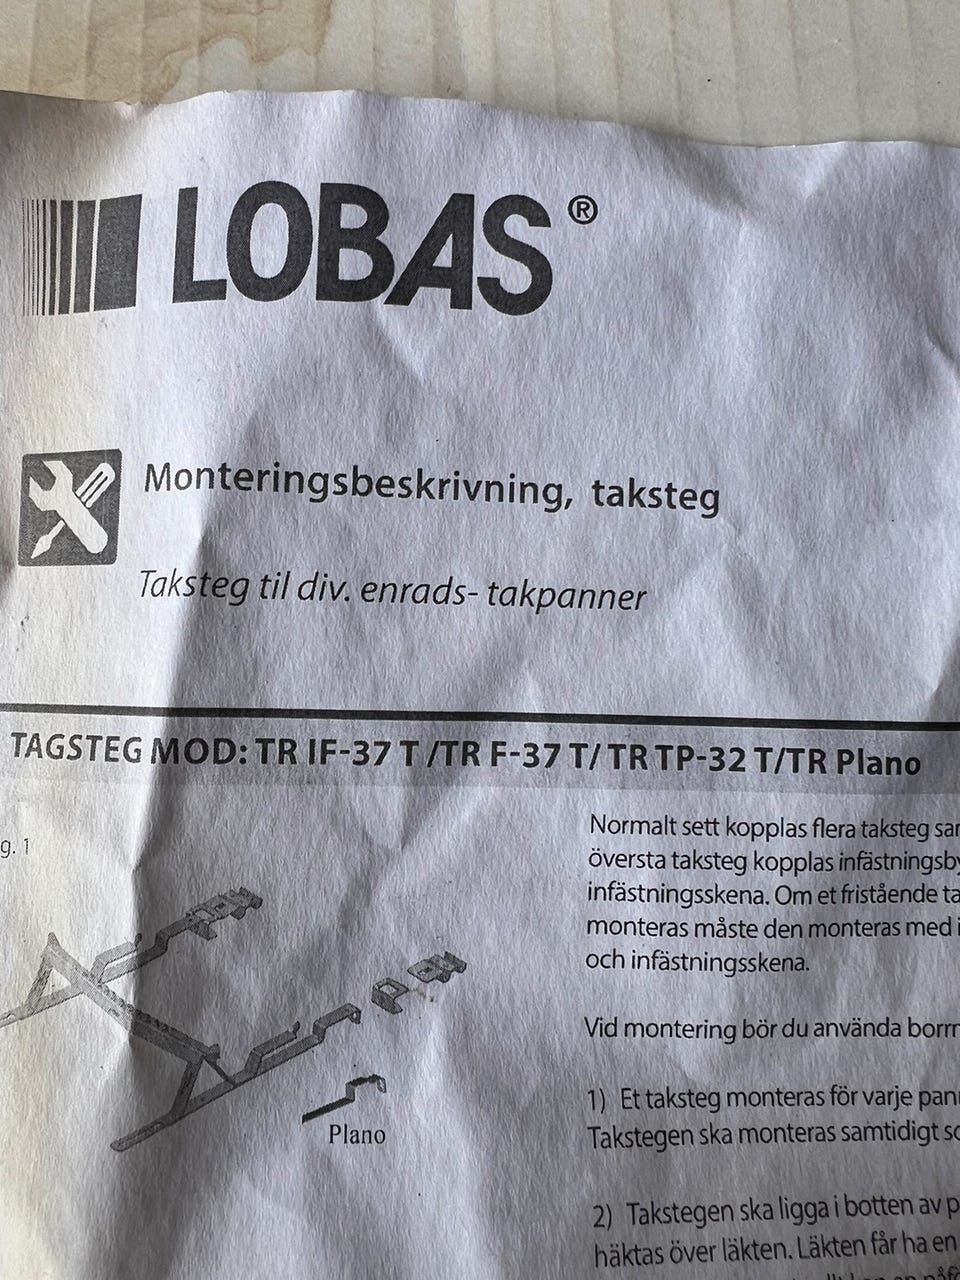 LOBAS®
Monteringsbeskrivning, taksteg
Taksteg til div. enrads- takpanner
TAGSTEG MOD: TR IF-37 T /TR F-37 T/ TR TP-32 T/TR Plano
g. 1
Plano
Normalt sett kopplas flera taksteg
översta taksteg kopplas
infästningsskena. Om et fristående
monteras måste den monteras med
och infästningsskena.
Vid montering bör du använda
1) Et taksteg monteras för varje
Takstegen ska monteras samtidigt
2) Takstegen ska ligga i botten av
häktas över läkten. Läkten får ha en